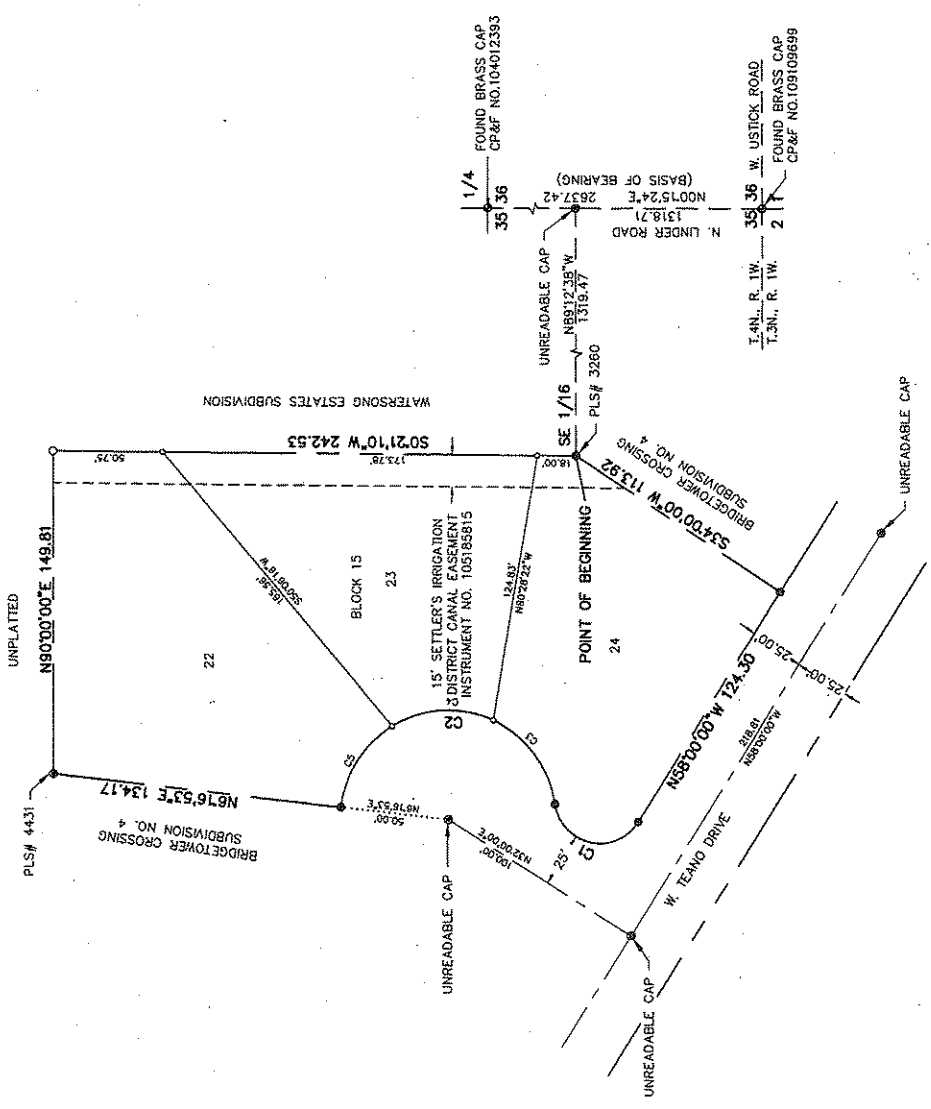 UNPLATTED
N90°00'00"E 149.81
PLS# 4431
50.75'
N6°16'53"E 134.17
BRIDGETOWER CROSSING
SUBDIVISION NO. 4
22
S50°06'18"W
BLOCK 15
23
S0°21'10"W 242.53
173.78'
WATERSONG ESTATES SUBDIVISION
15' SETTLER'S IRRIGATION
DISTRICT CANAL EASEMENT
INSTRUMENT NO. 105185815
C5
C2
C3
C1
50.00'
N6°16'53"E
UNREADABLE CAP
124.83'
N80°28'22"W
18.00'
SE 1/16
PLS# 3260
POINT OF BEGINNING
24
100.00'
N32°00'00"E
25'
S34°00'00"W 113.92
BRIDGETOWER CROSSING
SUBDIVISION NO. 4
N58°00'00"W 124.30
25.00'
25.00'
218.81
N58°00'00"W
W. TEANO DRIVE
UNREADABLE CAP
UNREADABLE CAP
1/4
35 36
FOUND BRASS CAP
CP&F NO.104012393
UNREADABLE CAP
N89°12'38"W
1319.47
N. LINDER ROAD
1318.71
N00°15'24"E
2637.42
(BASIS OF BEARING)
35 36 W. USTICK ROAD
2 1
T.4N., R. 1W.
T.3N., R. 1W.
FOUND BRASS CAP
CP&F NO.109109699